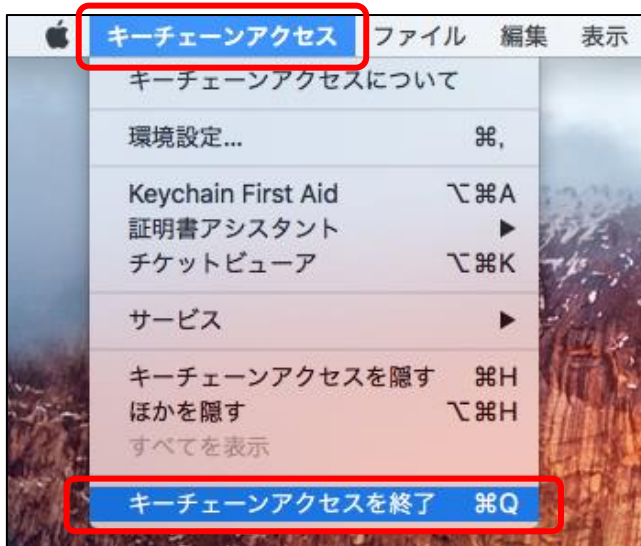 キーチェーンアクセス ファイル 編集 表示
キーチェーンアクセスについて
環境設定... ⌘,
Keychain First Aid ⌥⌘A
証明書アシスタント ▶
チケットビューア ⌥⌘K
サービス ▶
キーチェーンアクセスを隠す ⌘H
ほかを隠す ⌥⌘H
すべてを表示
キーチェーンアクセスを終了 ⌘Q